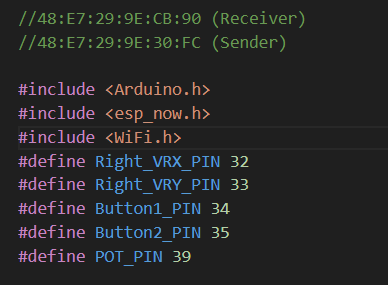 //48:E7:29:9E:CB:90 (Receiver)
//48:E7:29:9E:30:FC (Sender)
#include <Arduino.h>
#include <esp_now.h>
#include <WiFi.h>
#define Right_VRX_PIN 32
#define Right_VRY_PIN 33
#define Button1_PIN 34
#define Button2_PIN 35
#define POT_PIN 39